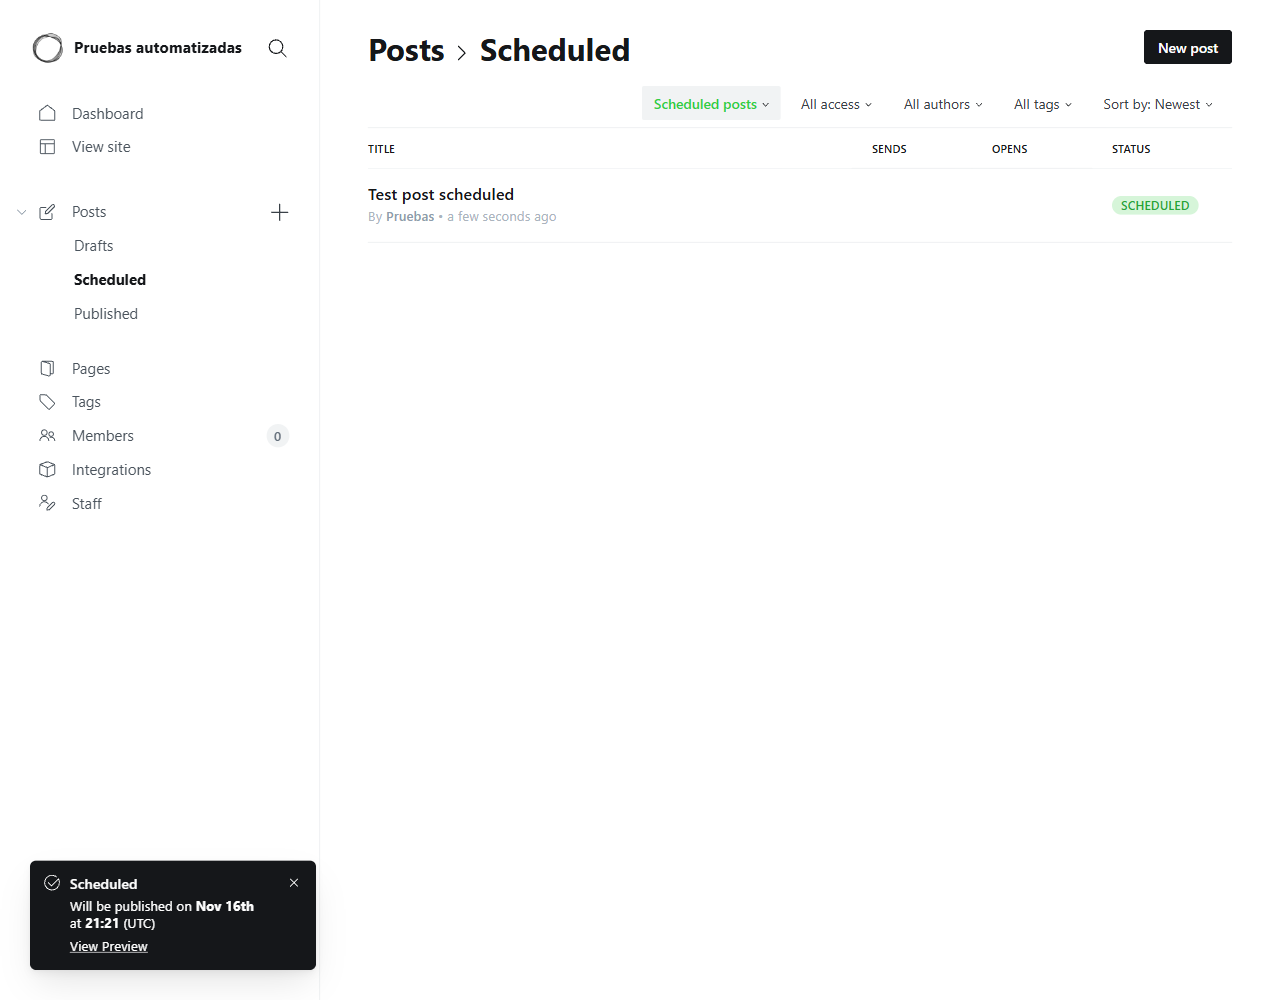 Pruebas automatizadas
Dashboard
View site
Posts
Drafts
Scheduled
Published
Pages
Tags
Members 0
Integrations
Staff
Posts > Scheduled
New post
Scheduled posts All access All authors All tags Sort by: Newest
TITLE SENDS OPENS STATUS
Test post scheduled
By Pruebas • a few seconds ago
SCHEDULED
Scheduled
Will be published on Nov 16th
at 21:21 (UTC)
View Preview